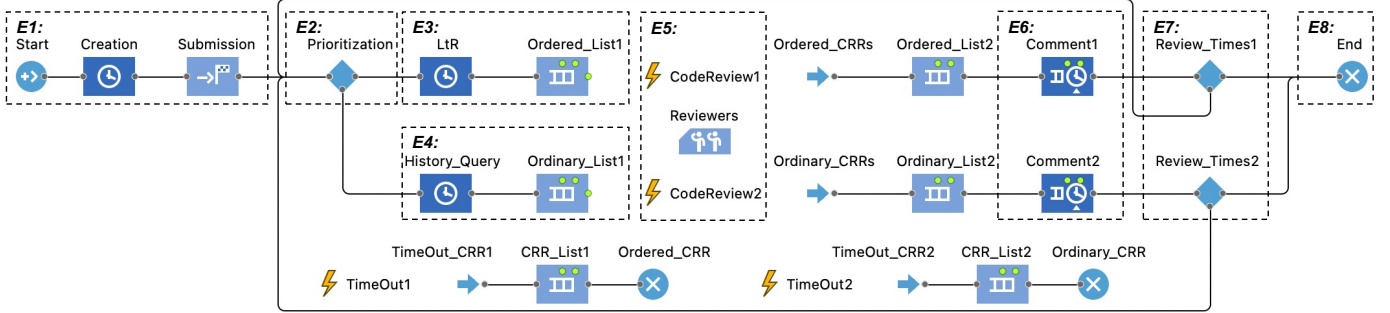 E1:
Start
Creation
Submission
E2:
Prioritization
E3:
LtR
Ordered_List1
E4:
History_Query
Ordinary_List1
E5:
CodeReview1
Reviewers
CodeReview2
Ordered_CRRs
Ordered_List2
Ordinary_CRRs
Ordinary_List2
E6:
Comment1
Comment2
E7:
Review_Times1
Review_Times2
E8:
End
TimeOut1
TimeOut_CRR1
CRR_List1
Ordered_CRR
TimeOut2
TimeOut_CRR2
CRR_List2
Ordinary_CRR